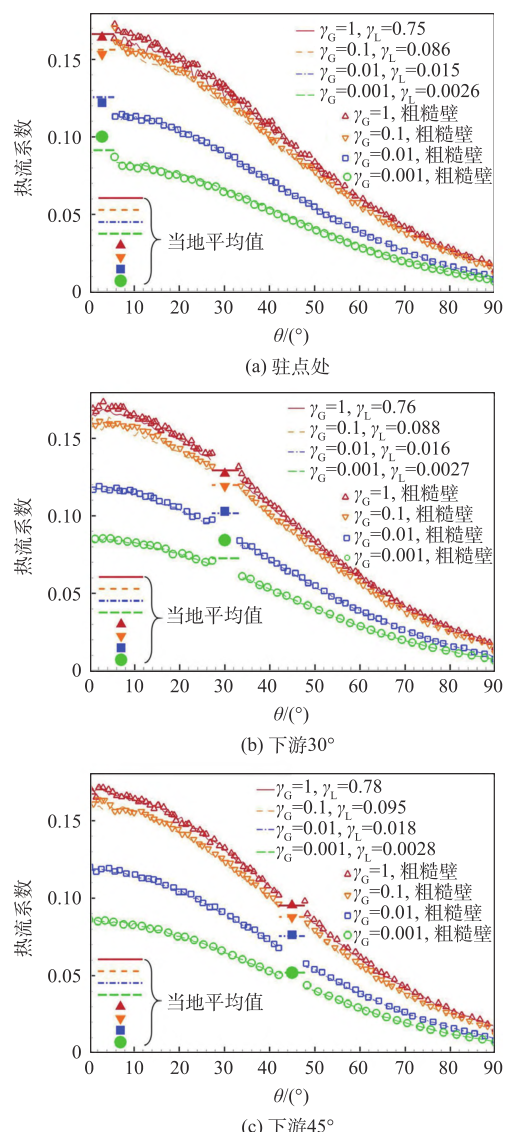 γG=1, γL=0.75
γG=0.1, γL=0.086
γG=0.01, γL=0.015
γG=0.001, γL=0.0026
γG=1, 粗糙壁
γG=0.1, 粗糙壁
γG=0.01, 粗糙壁
γG=0.001, 粗糙壁
当地平均值
热流系数
0.15
0.10
0.05
0
0 10 20 30 40 50 60 70 80 90
θ/(°)
(a) 驻点处
γG=1, γL=0.76
γG=0.1, γL=0.088
γG=0.01, γL=0.016
γG=0.001, γL=0.0027
γG=1, 粗糙壁
γG=0.1, 粗糙壁
γG=0.01, 粗糙壁
γG=0.001, 粗糙壁
当地平均值
热流系数
0.15
0.10
0.05
0
0 10 20 30 40 50 60 70 80 90
θ/(°)
(b) 下游30°
γG=1, γL=0.78
γG=0.1, γL=0.095
γG=0.01, γL=0.018
γG=0.001, γL=0.0028
γG=1, 粗糙壁
γG=0.1, 粗糙壁
γG=0.01, 粗糙壁
γG=0.001, 粗糙壁
当地平均值
热流系数
0.15
0.10
0.05
0
0 10 20 30 40 50 60 70 80 90
θ/(°)
(c) 下游45°